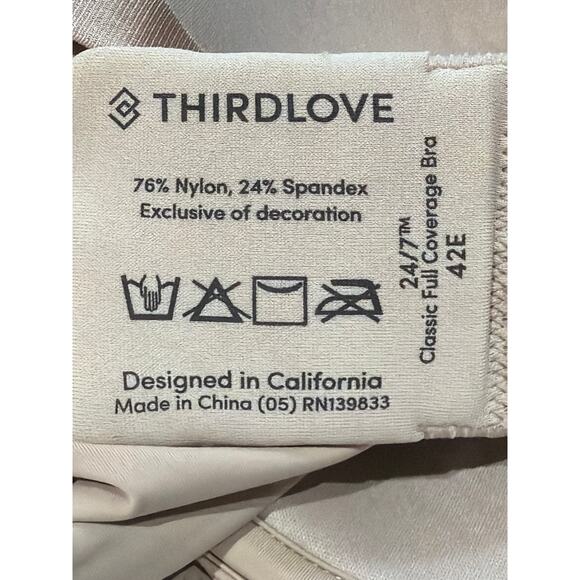 THIRDLOVE
76% Nylon, 24% Spandex
Exclusive of decoration
Designed in California
Made in China (05) RN139833
24/7™
Classic Full Coverage Bra
42E